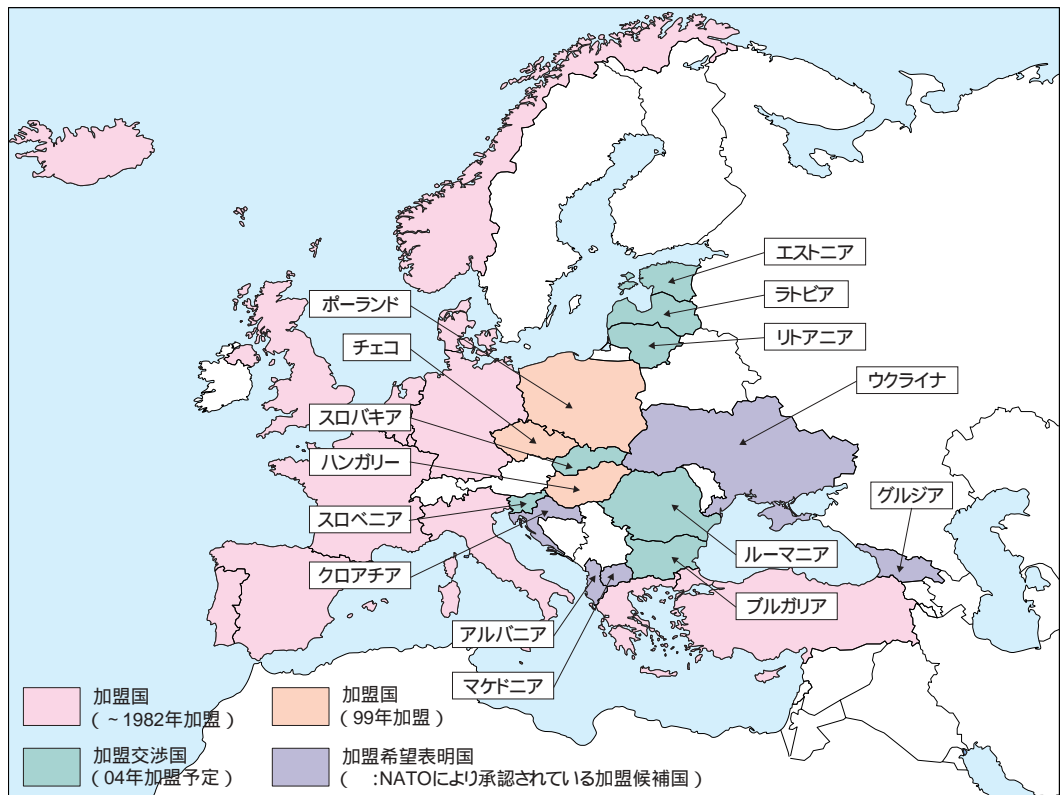 エストニア
ラトビア
リトアニア
ポーランド
チェコ
ウクライナ
スロバキア
ハンガリー
グルジア
スロベニア
ルーマニア
クロアチア
ブルガリア
アルバニア
マケドニア
加盟国
(~1982年加盟)
加盟国
(99年加盟)
加盟交渉国
(04年加盟予定)
加盟希望表明国
( :NATOにより承認されている加盟候補国)